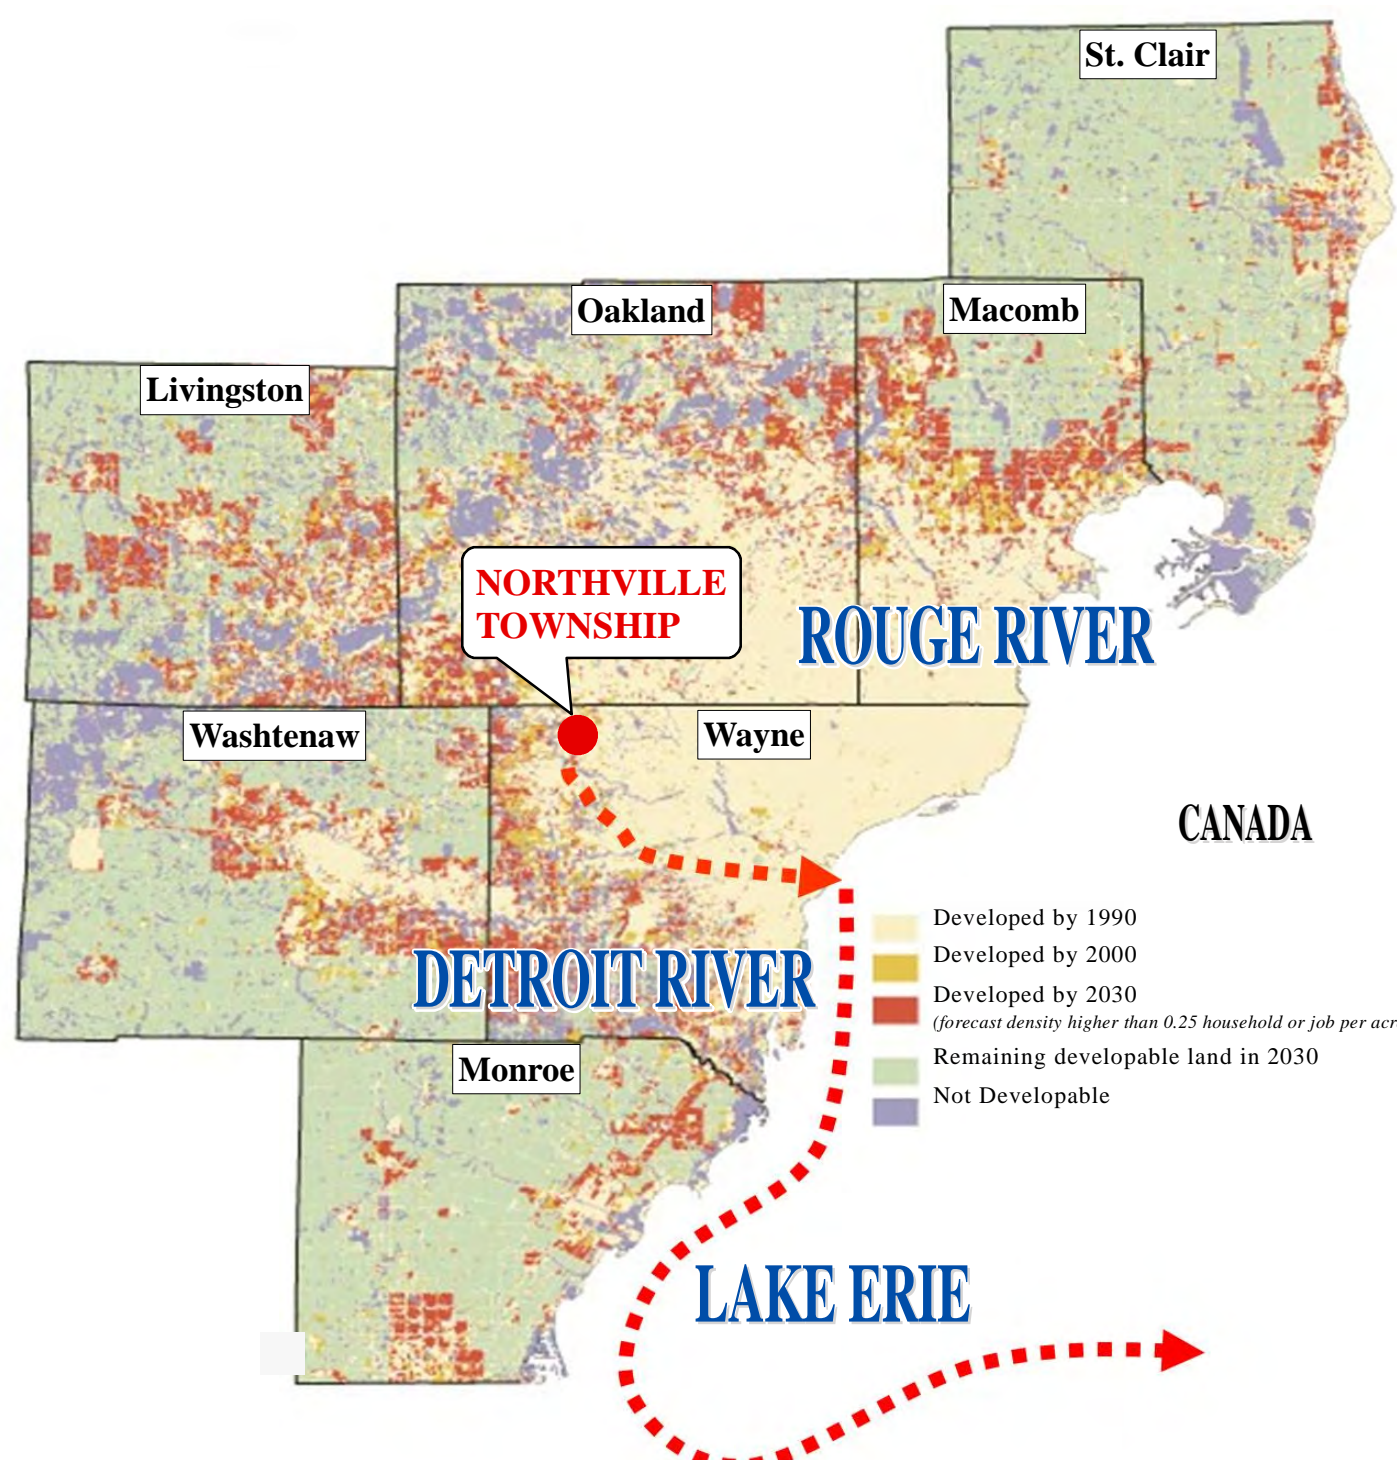 St. Clair
Oakland
Macomb
Livingston
NORTHVILLE
TOWNSHIP
ROUGE RIVER
Washtenaw
Wayne
CANADA
Developed by 1990
DETROIT RIVER
Developed by 2000
Developed by 2030
(forecast density higher than 0.25 household or job per acr
Remaining developable land in 2030
Monroe
Not Developable
LAKE ERIE